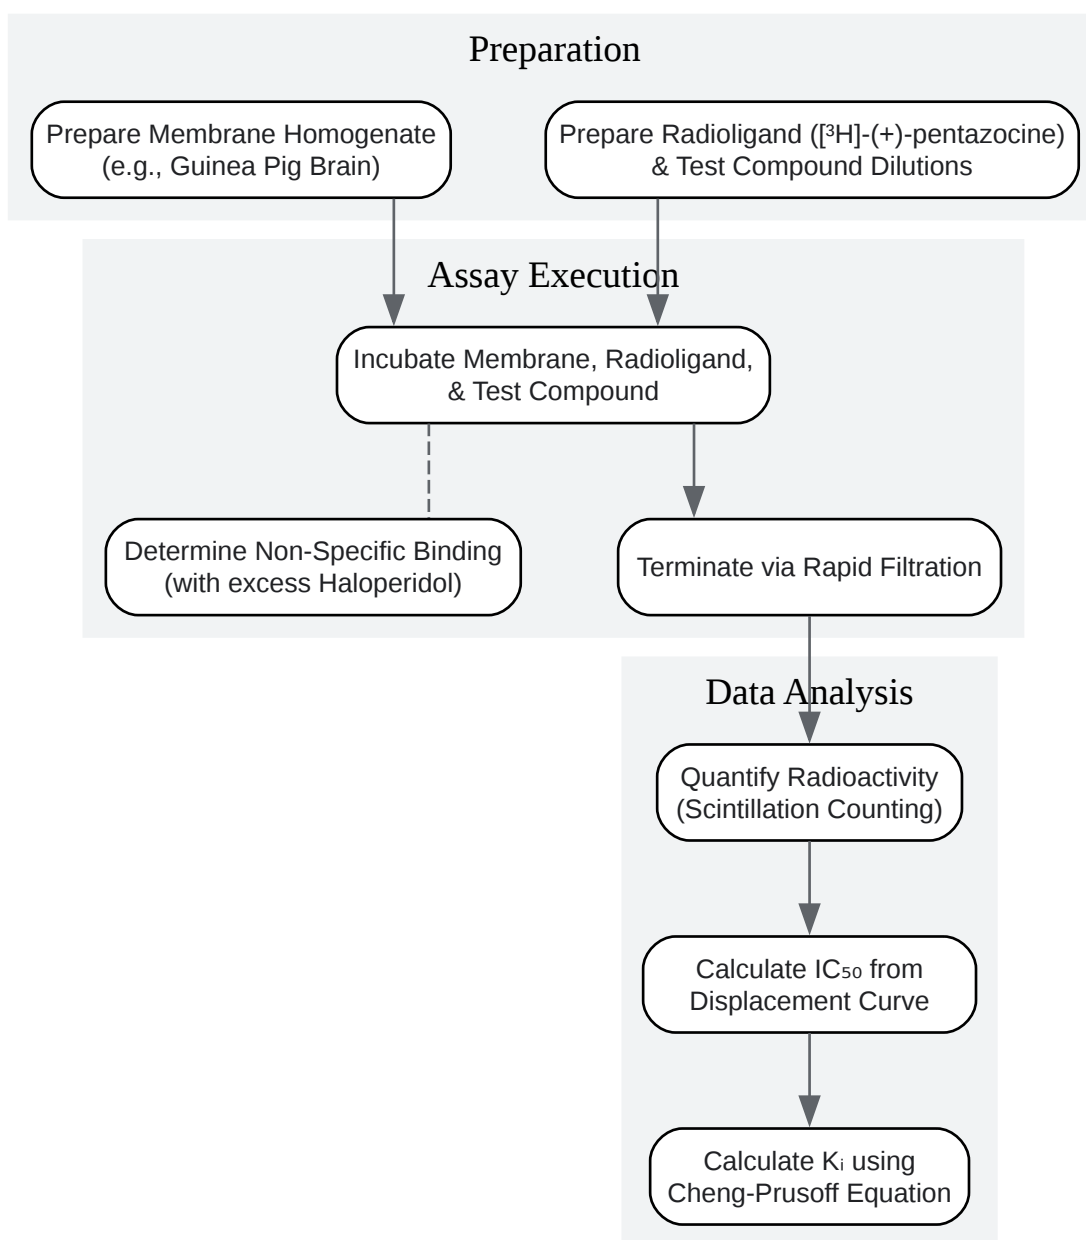 Preparation
Prepare Membrane Homogenate
(e.g., Guinea Pig Brain)
Prepare Radioligand ([³H]-(+)-pentazocine)
& Test Compound Dilutions
Assay Execution
Incubate Membrane, Radioligand,
& Test Compound
Determine Non-Specific Binding
(with excess Haloperidol)
Terminate via Rapid Filtration
Data Analysis
Quantify Radioactivity
(Scintillation Counting)
Calculate IC₅₀ from
Displacement Curve
Calculate Kᵢ using
Cheng-Prusoff Equation